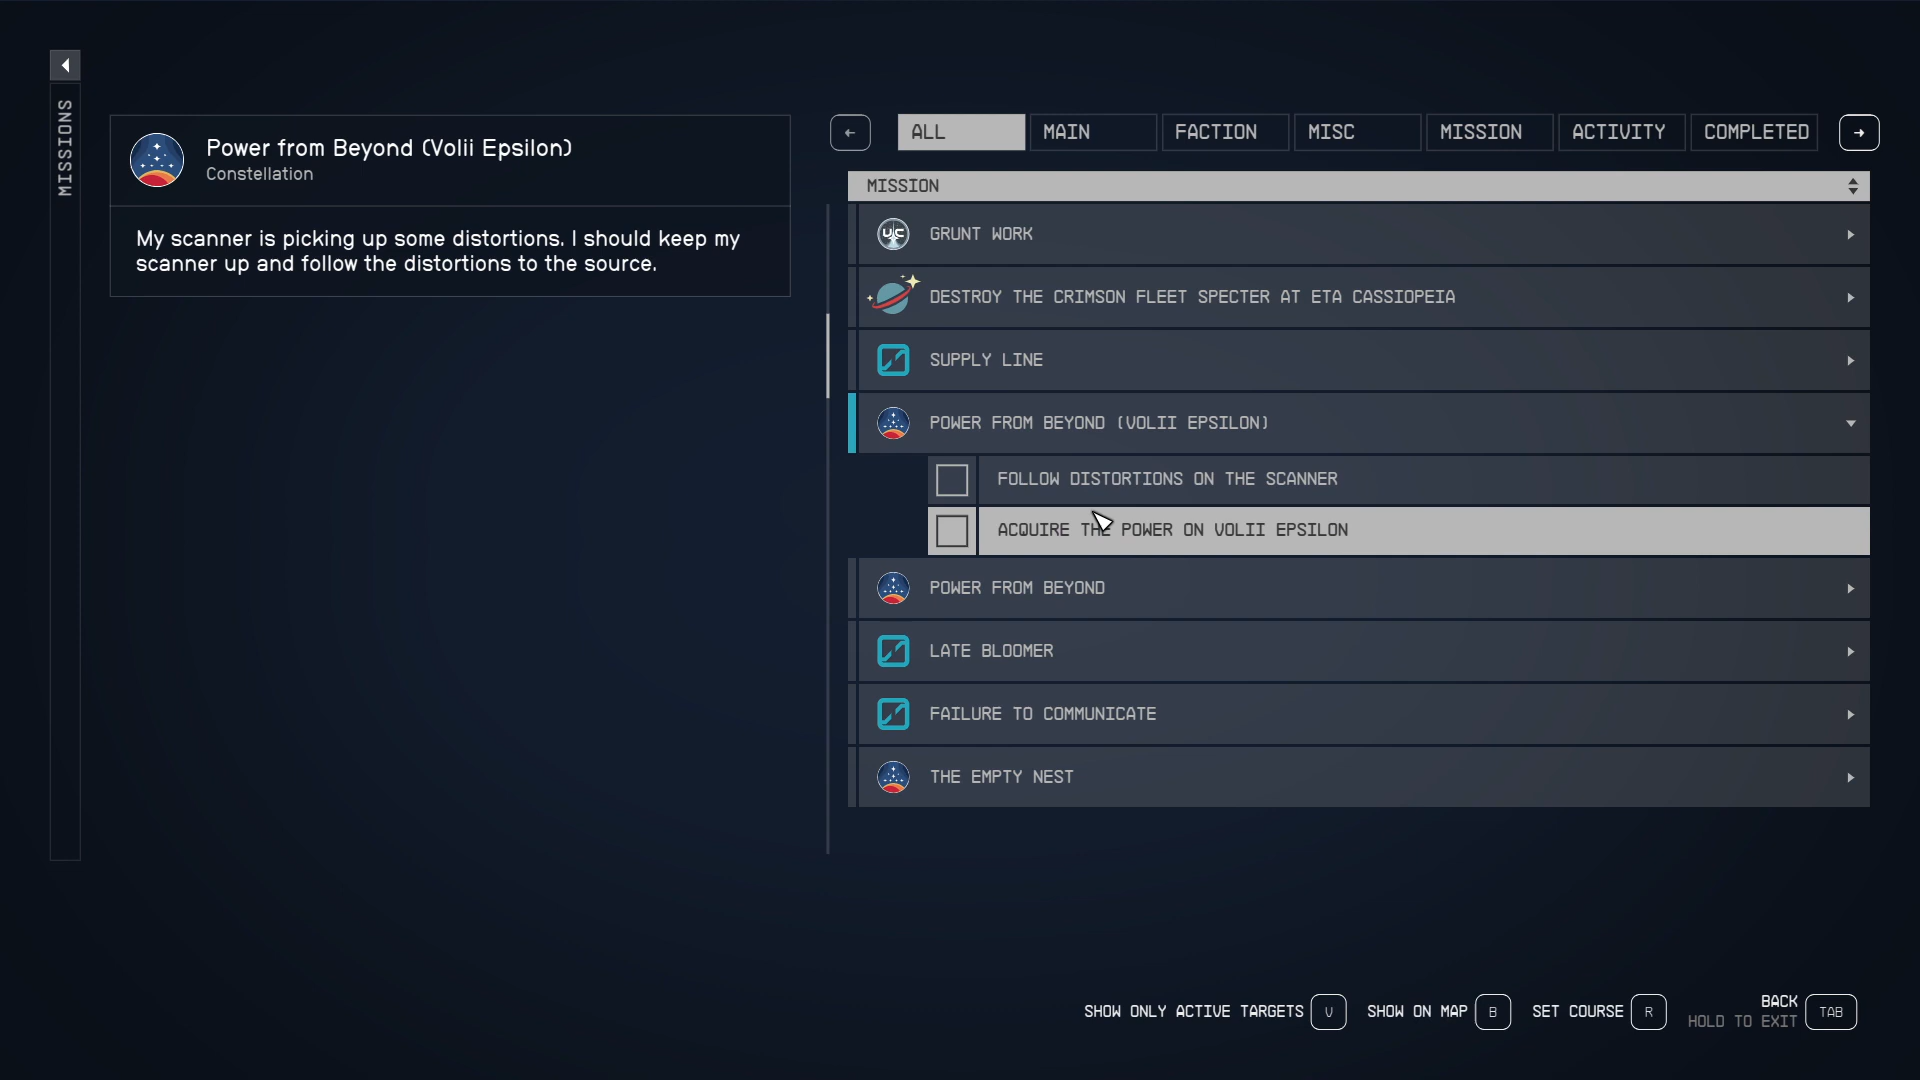 MISSIONS
Power from Beyond (Volii Epsilon)
Constellation
My scanner is picking up some distortions. I should keep my
scanner up and follow the distortions to the source.
ALL
MAIN
FACTION
MISC
MISSION
ACTIVITY
COMPLETED
MISSION
UC
GRUNT WORK
DESTROY THE CRIMSON FLEET SPECTER AT ETA CASSIOPEIA
SUPPLY LINE
POWER FROM BEYOND (VOLII EPSILON)
FOLLOW DISTORTIONS ON THE SCANNER
ACQUIRE THE POWER ON VOLII EPSILON
POWER FROM BEYOND
LATE BLOOMER
FAILURE TO COMMUNICATE
THE EMPTY NEST
SHOW ONLY ACTIVE TARGETS V
SHOW ON MAP B
SET COURSE R
BACK
HOLD TO EXIT
TAB